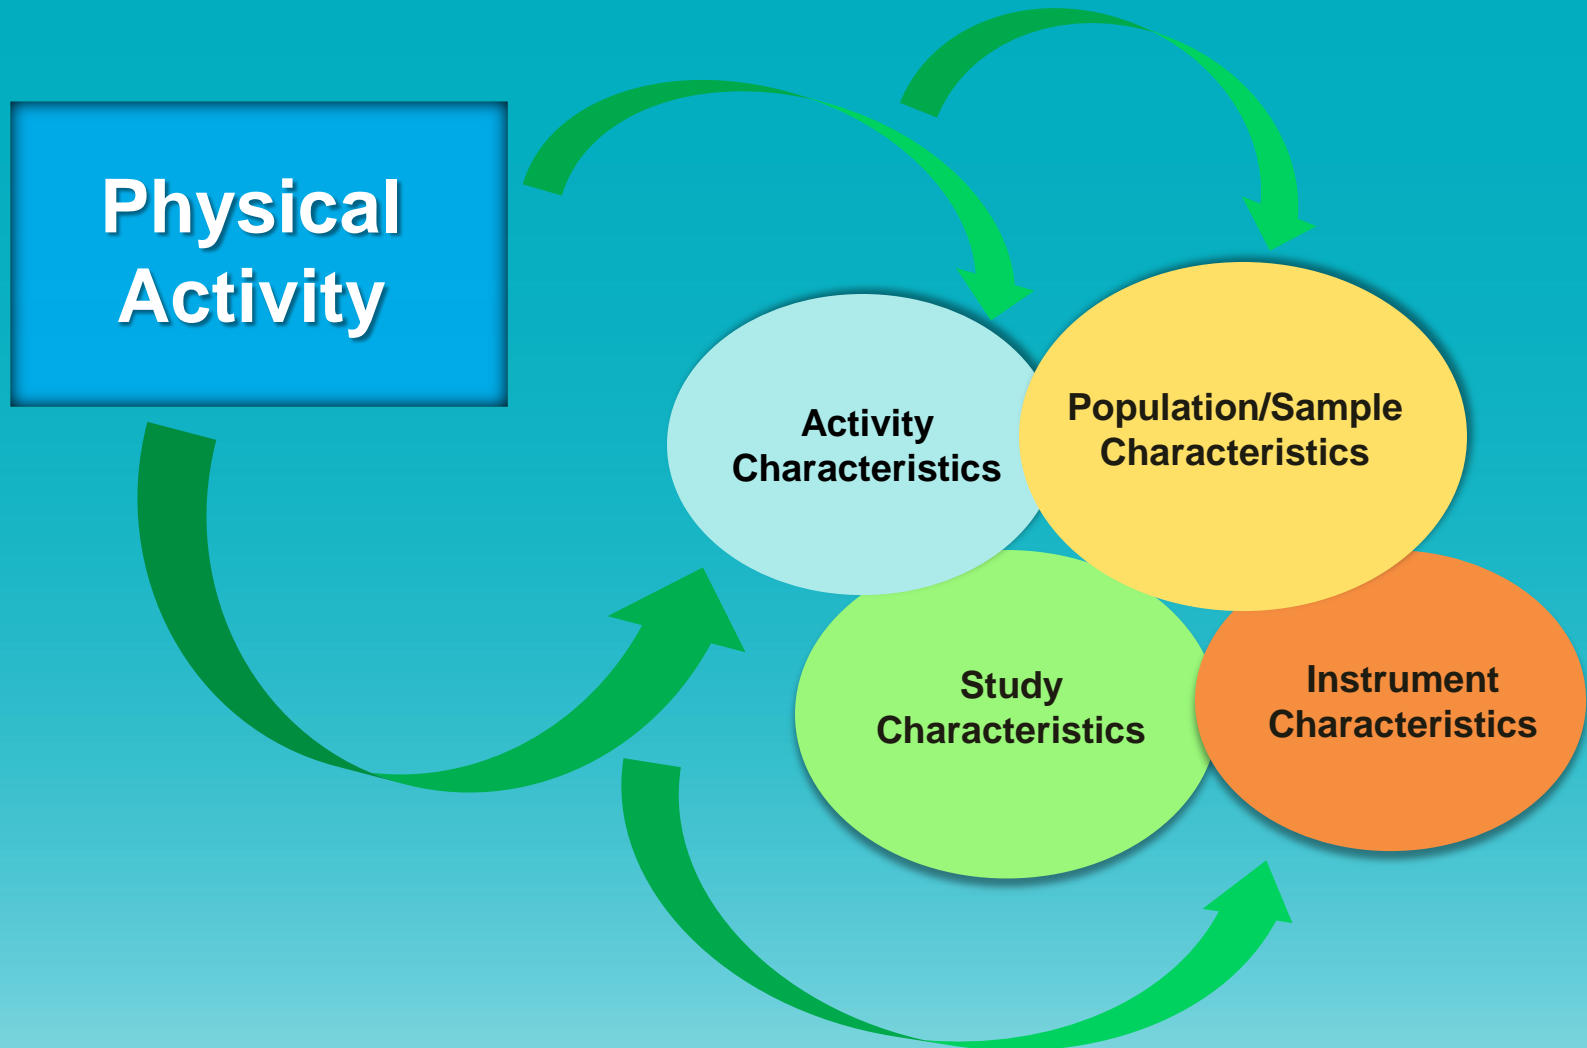 Physical
Activity
Activity
Characteristics
Population/Sample
Characteristics
Study
Characteristics
Instrument
Characteristics